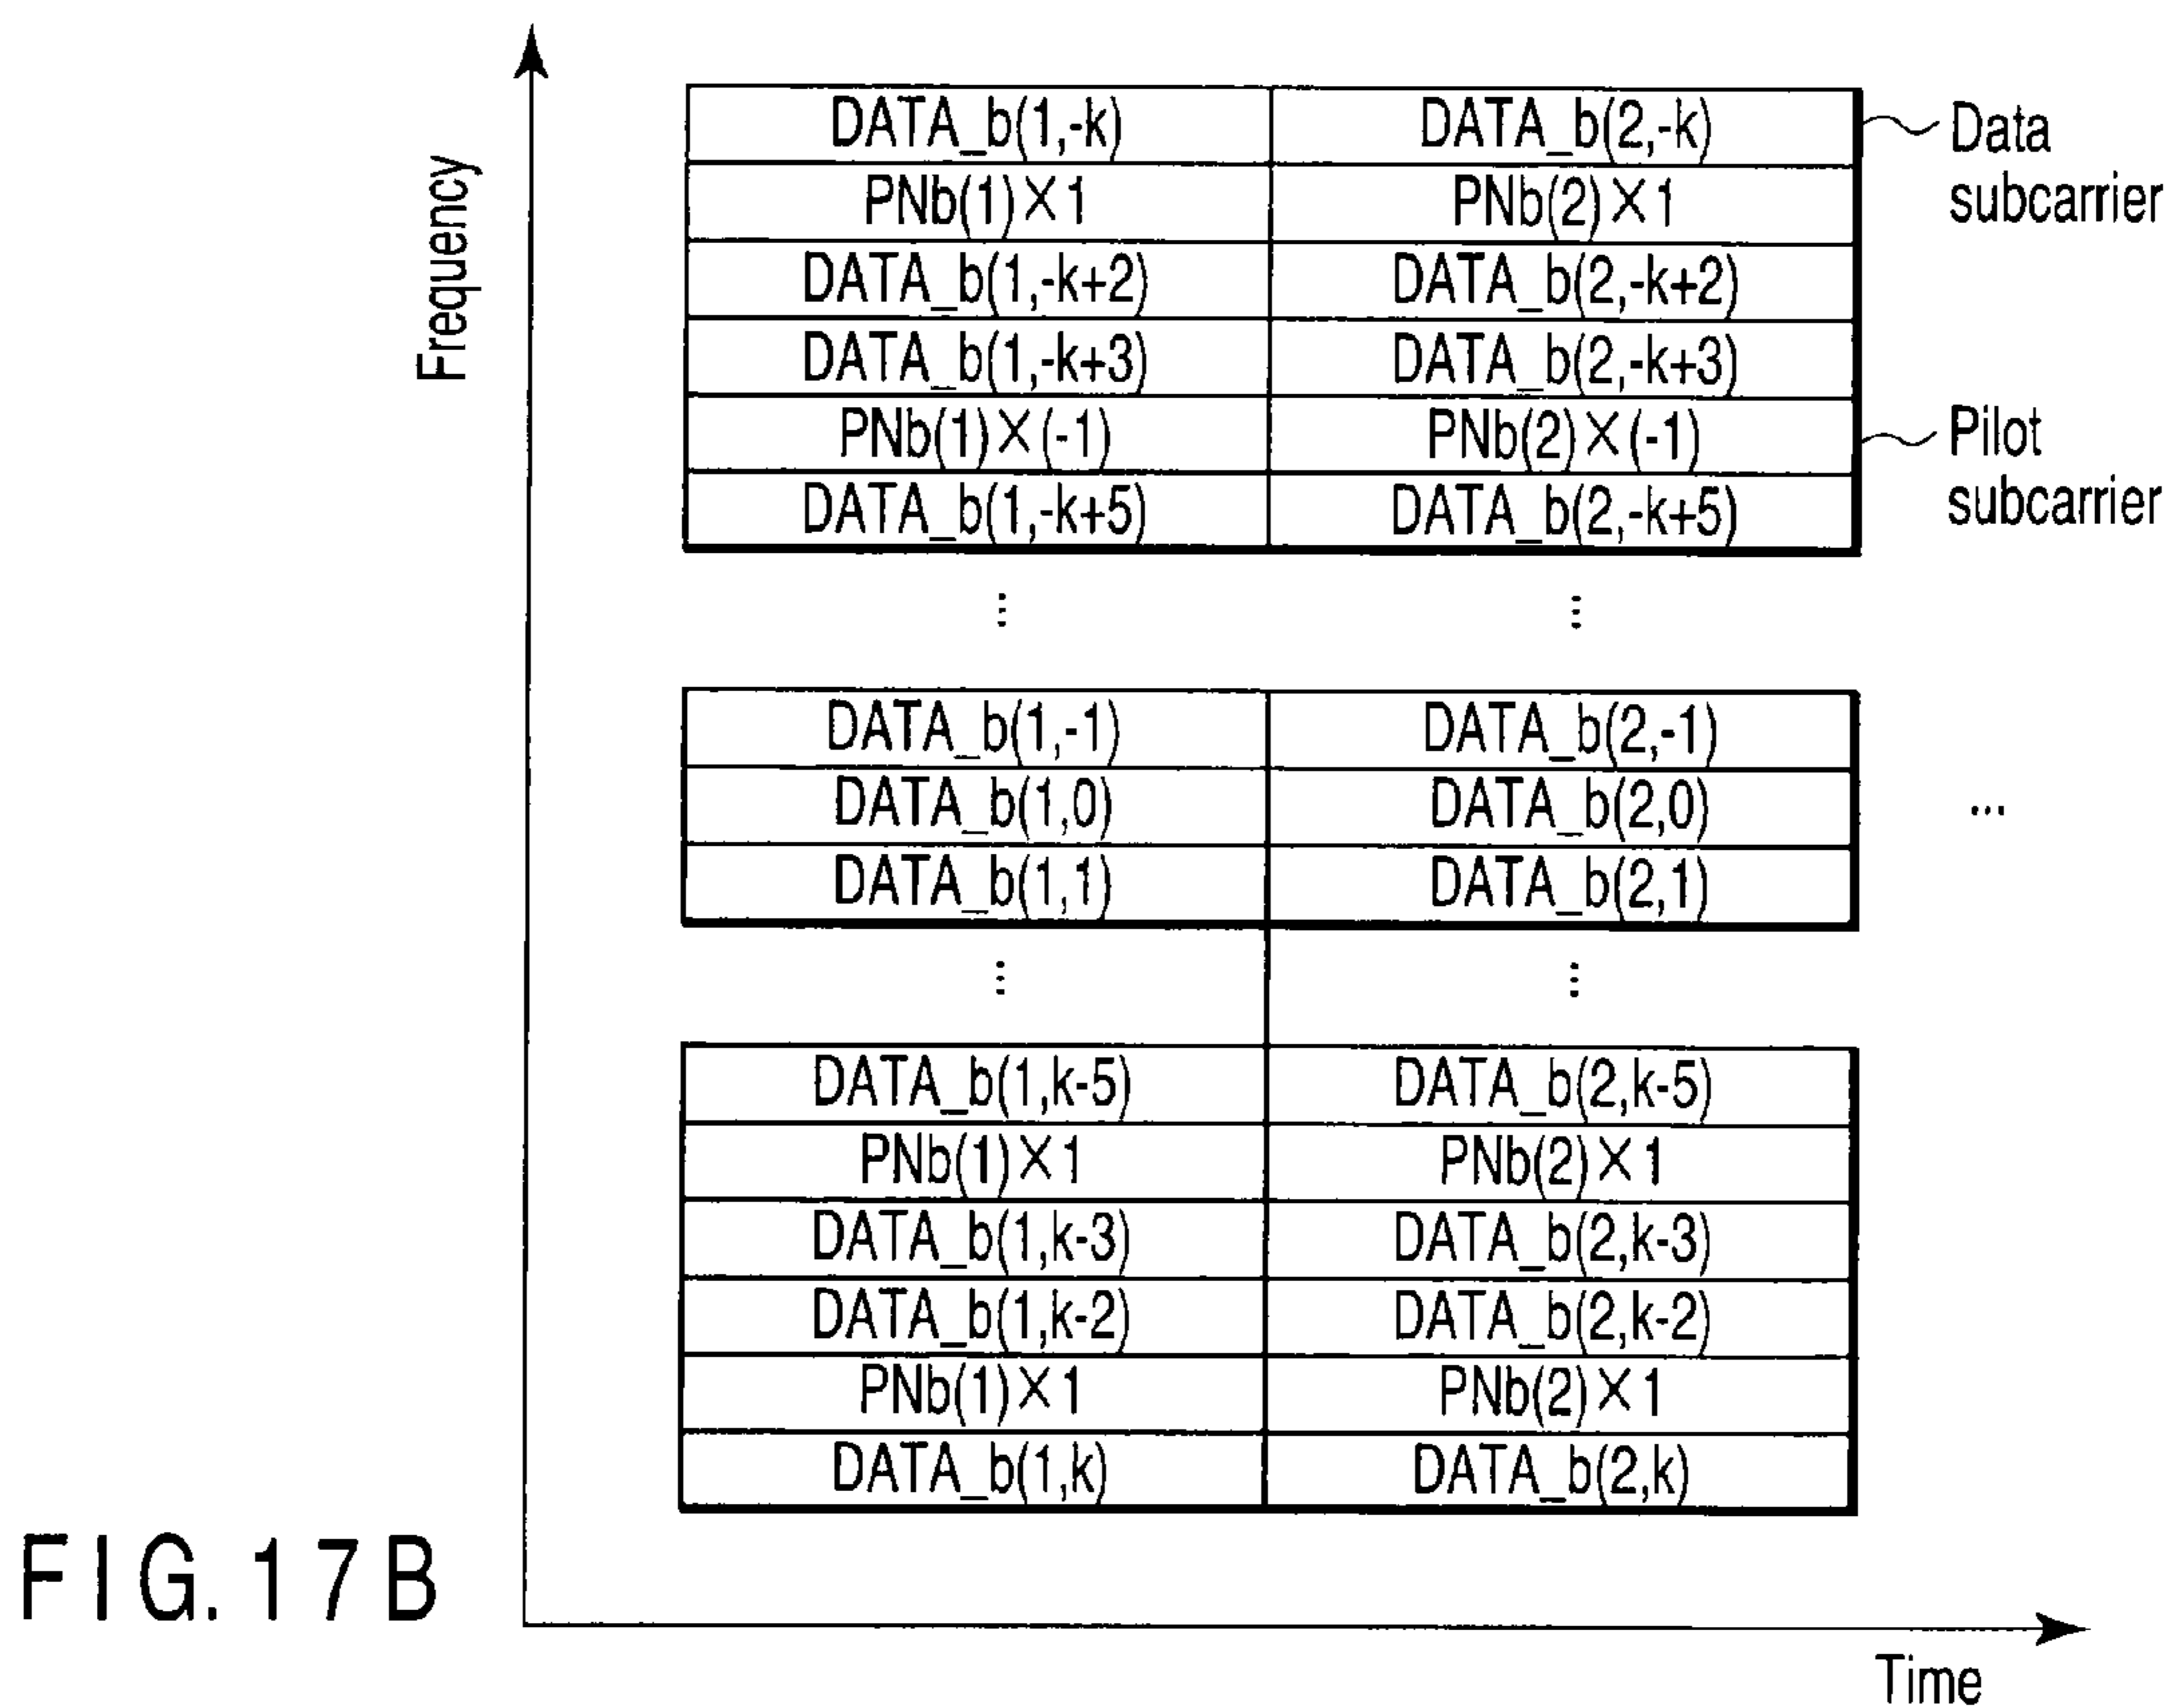 Frequency
DATA_b(1,-k) DATA_b(2,-k)
PNb(1)×1 PNb(2)×1
DATA_b(1,-k+2) DATA_b(2,-k+2)
DATA_b(1,-k+3) DATA_b(2,-k+3)
PNb(1)×(-1) PNb(2)×(-1)
DATA_b(1,-k+5) DATA_b(2,-k+5)
Data
subcarrier
Pilot
subcarrier
... ...
DATA_b(1,-1) DATA_b(2,-1)
DATA_b(1,0) DATA_b(2,0) ...
DATA_b(1,1) DATA_b(2,1)
... ...
DATA_b(1,k-5) DATA_b(2,k-5)
PNb(1)×1 PNb(2)×1
DATA_b(1,k-3) DATA_b(2,k-3)
DATA_b(1,k-2) DATA_b(2,k-2)
PNb(1)×1 PNb(2)×1
DATA_b(1,k) DATA_b(2,k)
Time
FIG. 17B